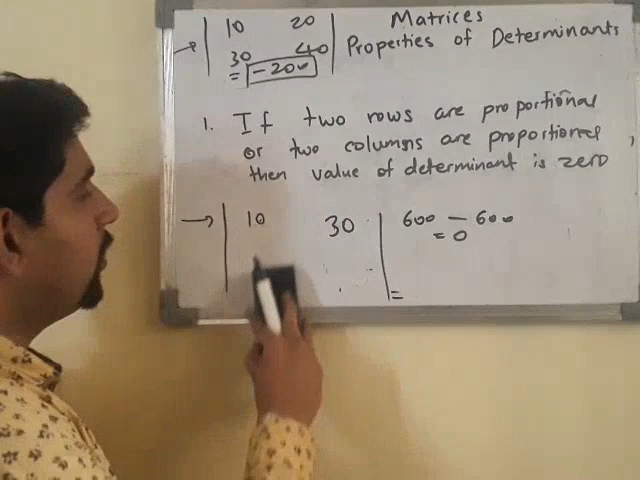 Matrices
Properties of Determinants
10 20
30 40
= -200
1. If two rows are proportional
or two columns are proportional,
then value of determinant is zero
→ 10 30
600 - 600
= 0
=